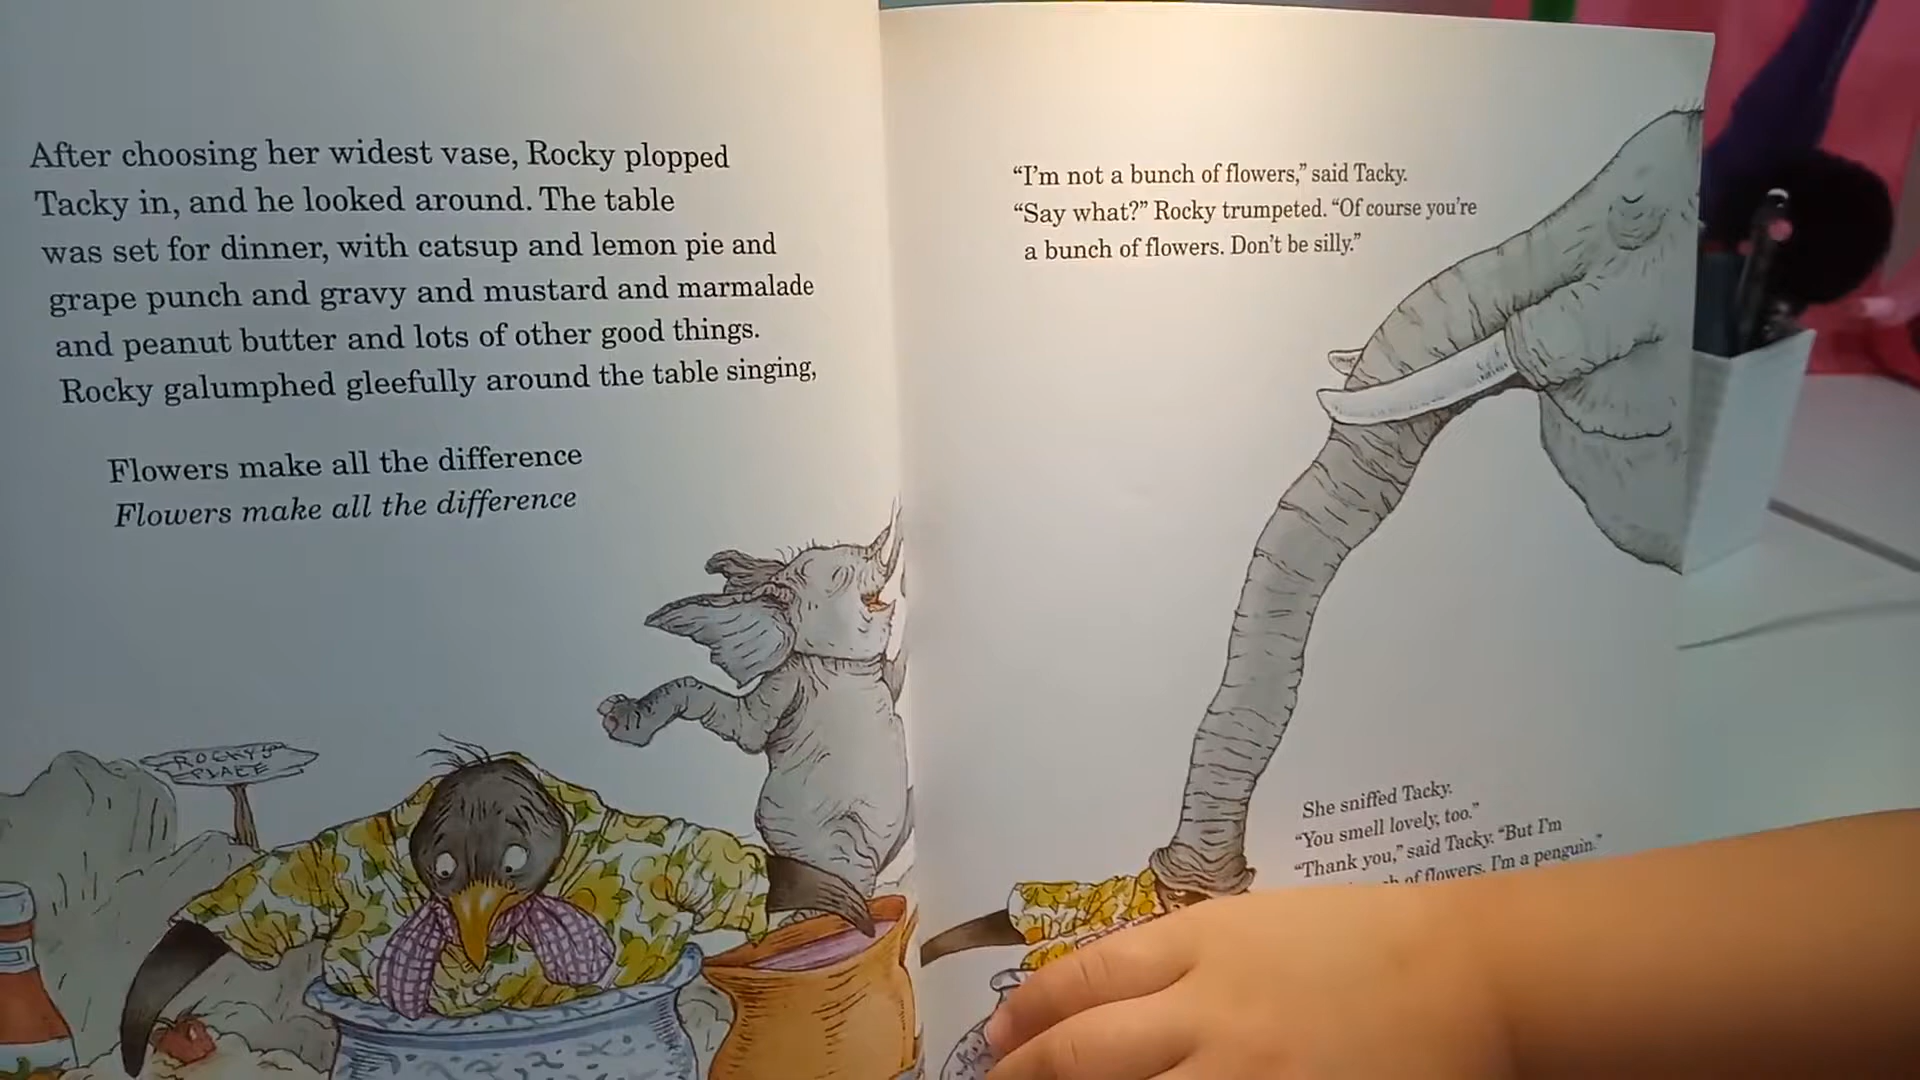 After choosing her widest vase, Rocky plopped
Tacky in, and he looked around. The table
was set for dinner, with catsup and lemon pie and
grape punch and gravy and mustard and marmalade
and peanut butter and lots of other good things.
Rocky galumphed gleefully around the table singing,
Flowers make all the difference
Flowers make all the difference
ROCKY'S
PLACE
“I'm not a bunch of flowers,” said Tacky.
“Say what?” Rocky trumpeted. “Of course you're
a bunch of flowers. Don't be silly.”
She sniffed Tacky.
“You smell lovely, too.”
“Thank you,” said Tacky. “But I'm
of flowers. I'm a penguin.”